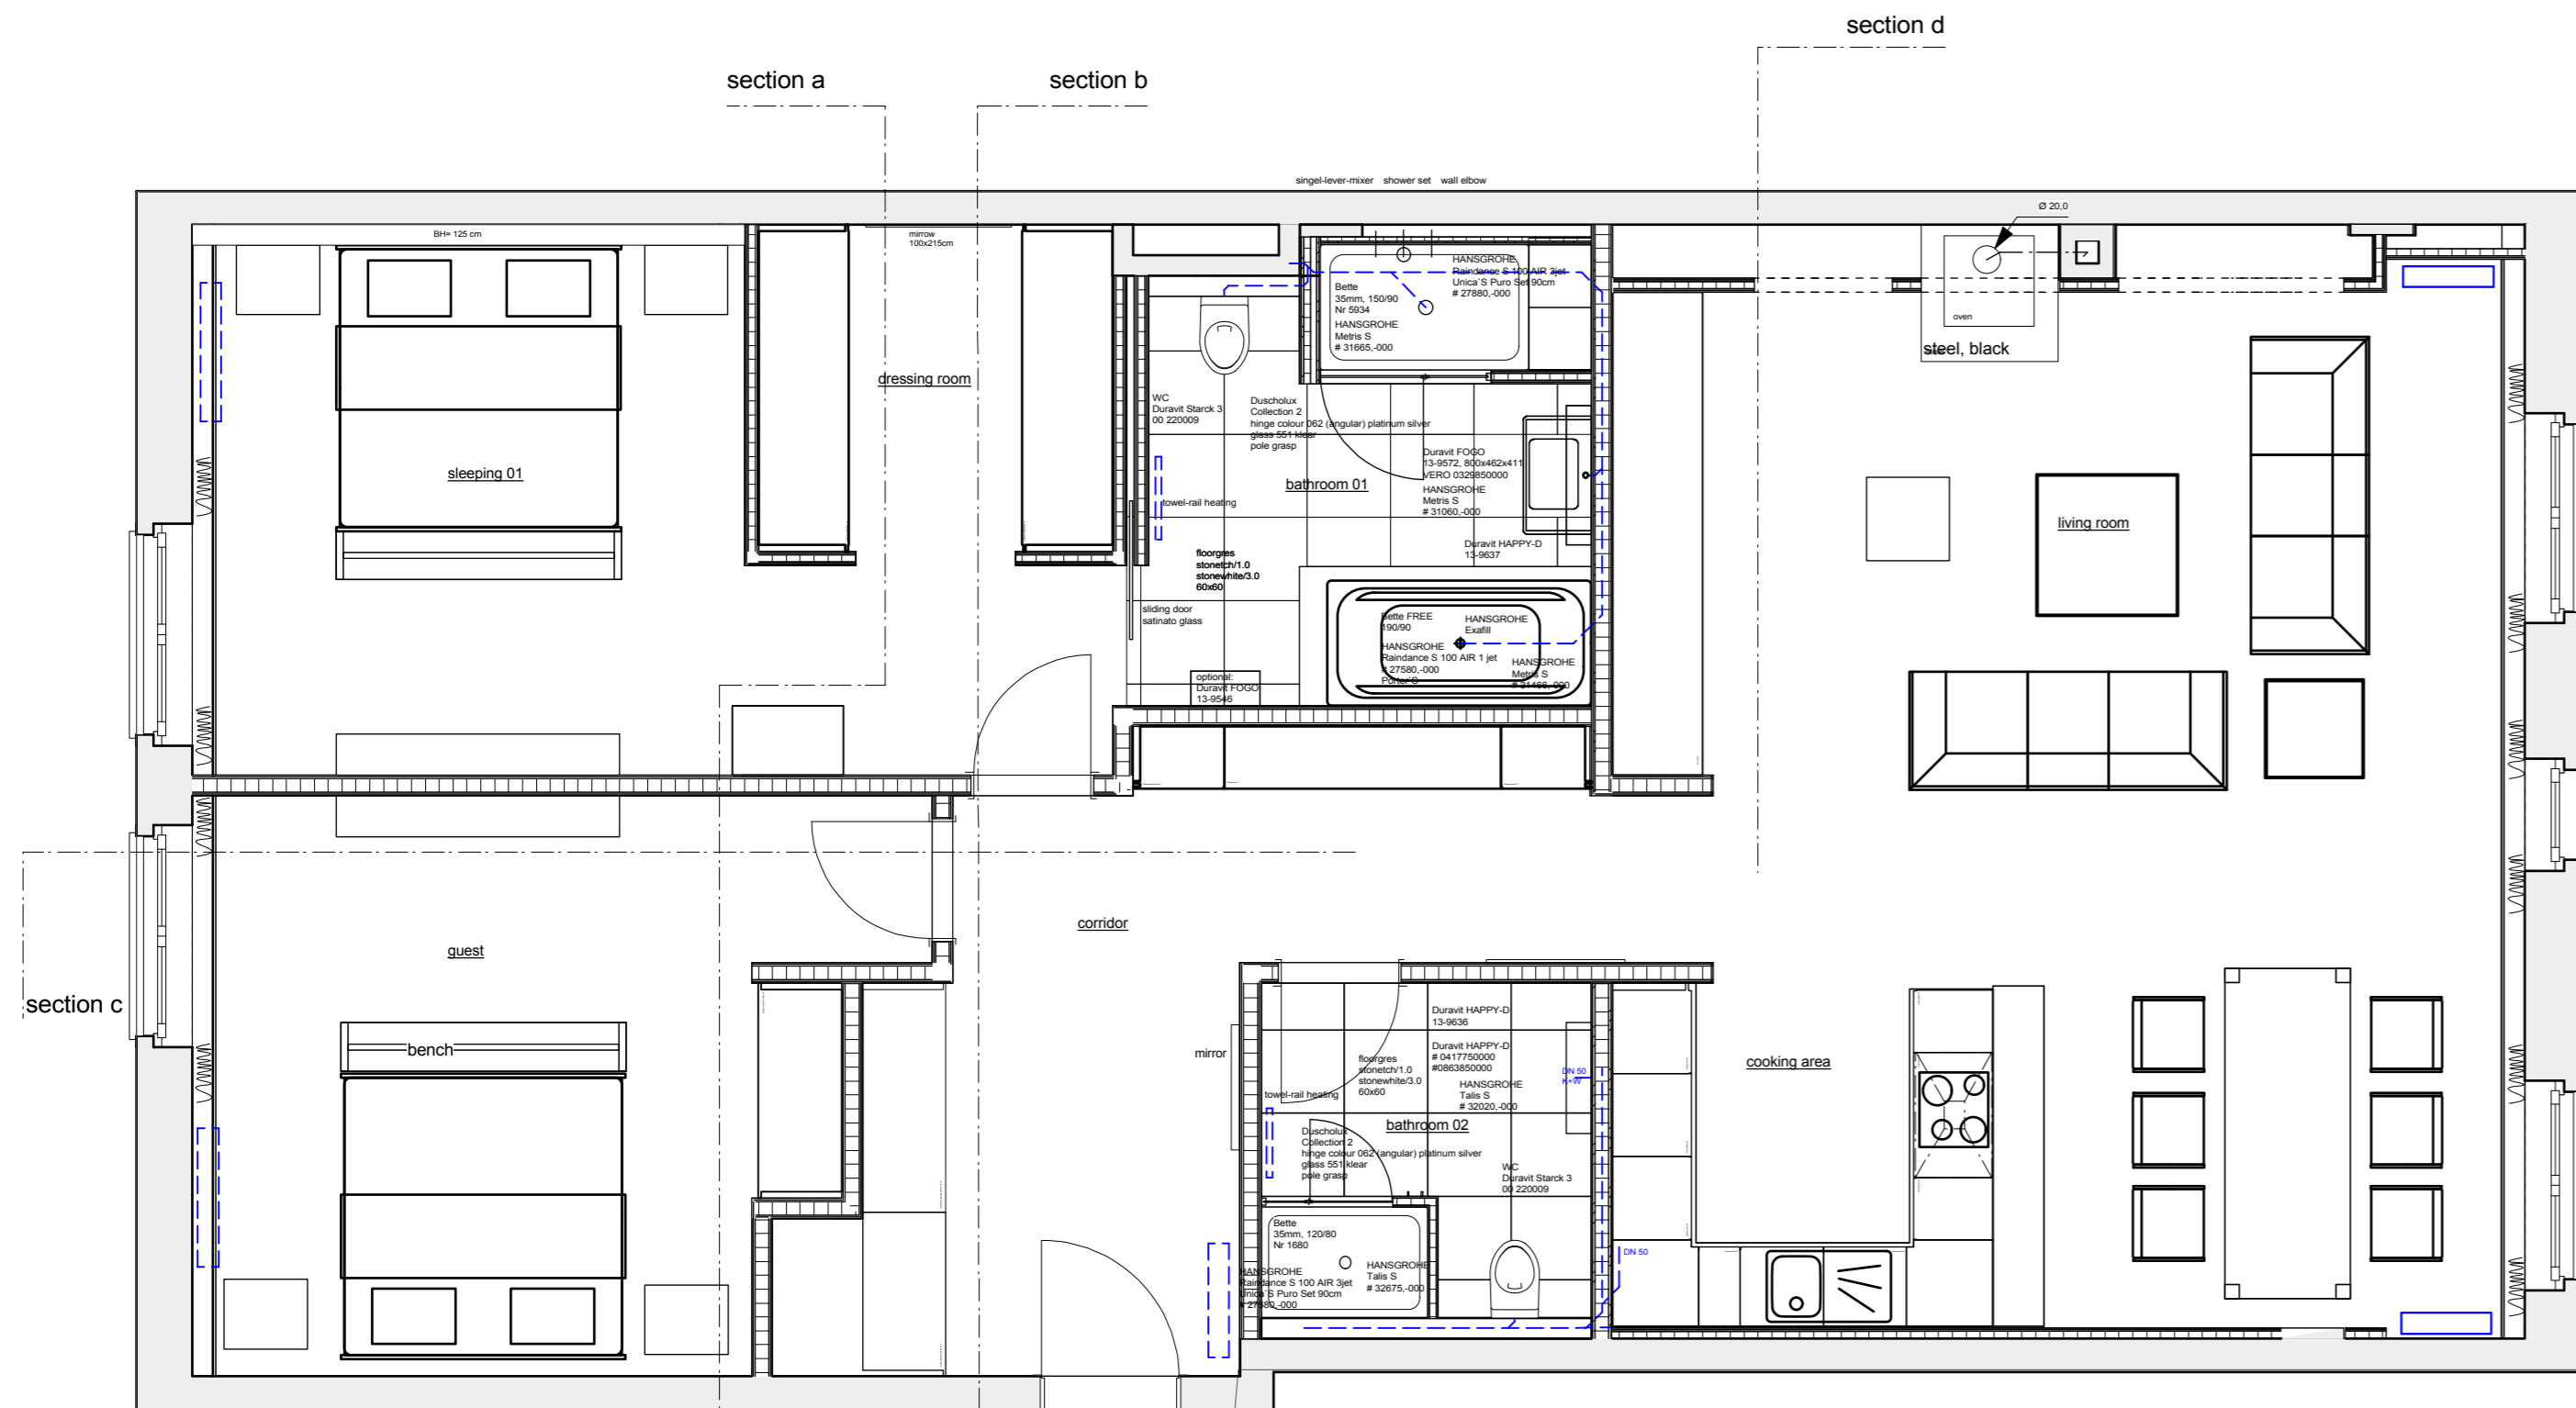 section d
section a
section b
singel-lever-mixer shower set wall elbow
Ø 20,0
BH= 125 cm
mirrow
100x215cm
HANSGROHE
Raindance S 100 AIR 3jet
Unica`S Puro Set 90cm
# 27880,-000
Bette
35mm, 150/90
Nr 5934
HANSGROHE
Metris S
# 31665,-000
oven
steel, black
dressing room
WC
Duravit Starck 3
00 220009
Duscholux
Collection 2
hinge colour 062 (angular) platinum silver
glass 551 klear
pole grasp
sleeping 01
Duravit FOGO
13-9572, 800x462x411
VERO 0329850000
HANSGROHE
Metris S
# 31060,-000
bathroom 01
towel-rail heating
living room
Duravit HAPPY-D
13-9637
floorgres
stonetch/1.0
stonewhite/3.0
60x60
sliding door
satinato glass
Bette FREE
190/90
HANSGROHE
Exafill
HANSGROHE
Raindance S 100 AIR 1 jet
# 27580,-000
Porter`S
HANSGROHE
Metris S
# 31466,-000
optional:
Duravit FOGO
13-9546
corridor
guest
section c
bench
mirror
Duravit HAPPY-D
13-9636
Duravit HAPPY-D
# 0417750000
#0863850000
floorgres
stonetch/1.0
stonewhite/3.0
60x60
HANSGROHE
Talis S
# 32020,-000
DN 50
K+W
cooking area
towel-rail heating
bathroom 02
Duscholux
Collection 2
hinge colour 062 (angular) platinum silver
glass 551 klear
pole grasp
WC
Duravit Starck 3
00 220009
Bette
35mm, 120/80
Nr 1680
HANSGROHE
Raindance S 100 AIR 3jet
Unica`S Puro Set 90cm
# 27880,-000
HANSGROHE
Talis S
# 32675,-000
DN 50